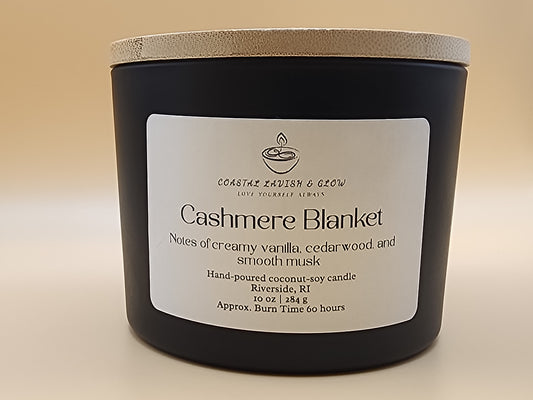 COASTAL LAVISH & GLOW
LOVE YOURSELF ALWAYS
Cashmere Blanket
Notes of creamy vanilla, cedarwood, and
smooth musk
Hand-poured coconut-soy candle
Riverside, RI
10 oz | 284 g
Approx. Burn Time 60 hours